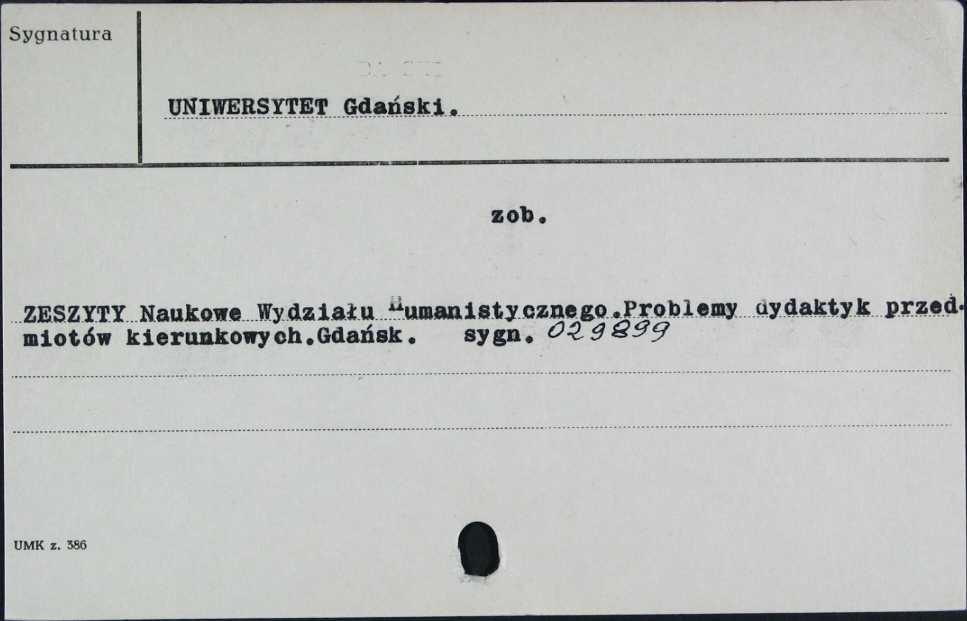 Sygnatura
UNIWERSYTET Gdański.
zob.
ZESZYTY Naukowe Wydziału Humanistycznego.Problemy dydaktyk przed-
miotów kierunkowych.Gdańsk. sygn. 029899
UMK z. 386